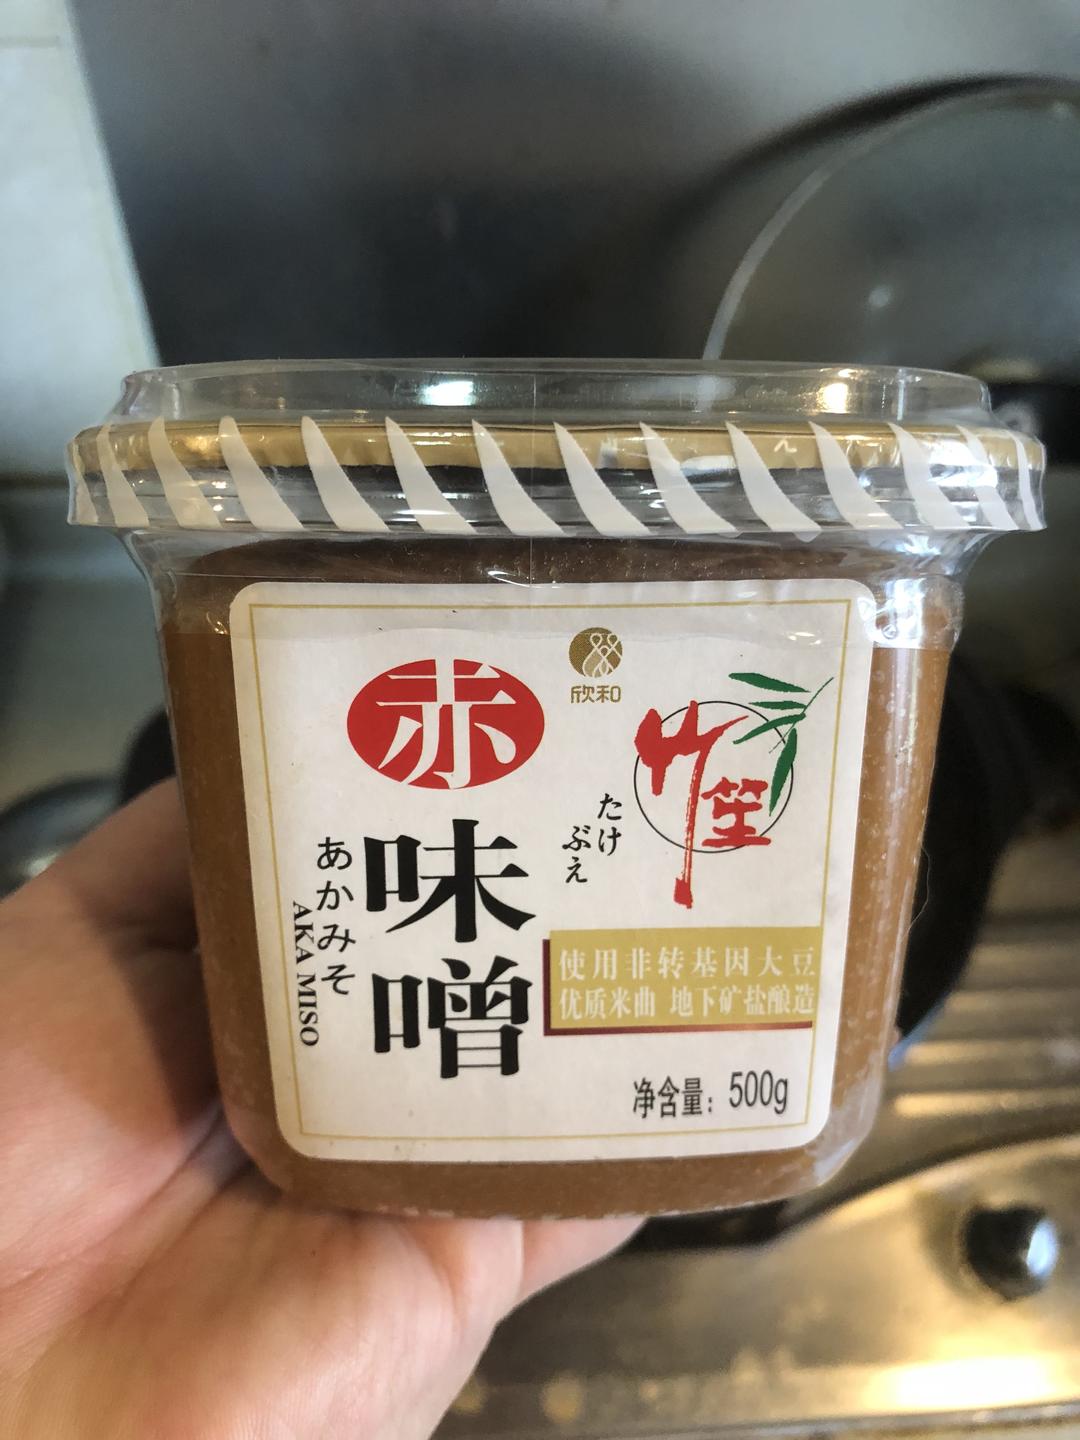 欣和
赤
味噌
あかみそ
AKA MISO
竹笙
たけ
ぶえ
使用非转基因大豆
优质米曲 地下矿盐酿造
净含量：500g